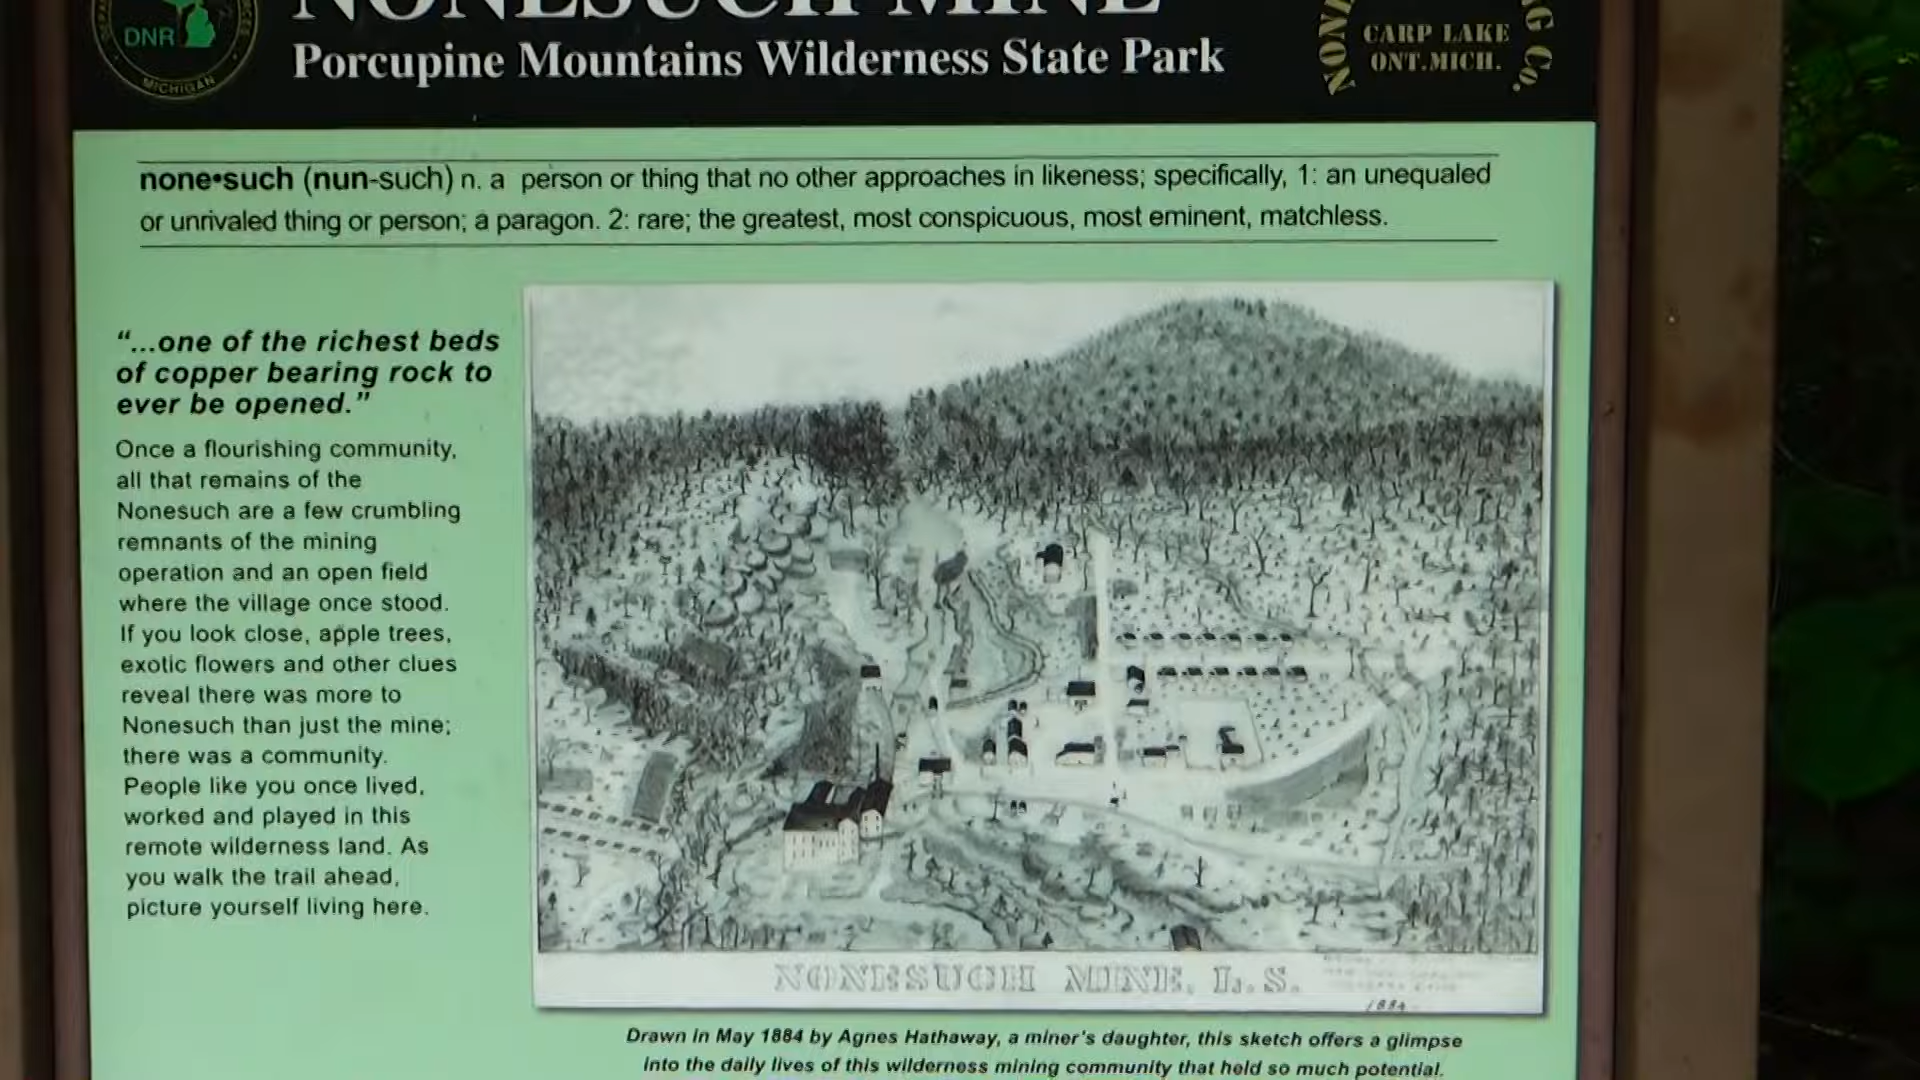 NONESUCH MINE
Porcupine Mountains Wilderness State Park
DNR
MICHIGAN
CARP LAKE
ONT. MICH.
none•such (nun-such) n. a person or thing that no other approaches in likeness; specifically, 1: an unequaled
or unrivaled thing or person; a paragon. 2: rare; the greatest, most conspicuous, most eminent, matchless.
“...one of the richest beds
of copper bearing rock to
ever be opened.”
Once a flourishing community,
all that remains of the
Nonesuch are a few crumbling
remnants of the mining
operation and an open field
where the village once stood.
If you look close, apple trees,
exotic flowers and other clues
reveal there was more to
Nonesuch than just the mine;
there was a community.
People like you once lived,
worked and played in this
remote wilderness land. As
you walk the trail ahead,
picture yourself living here.
NONESUCH MINE, L.S.
1884
Drawn in May 1884 by Agnes Hathaway, a miner's daughter, this sketch offers a glimpse
into the daily lives of this wilderness mining community that held so much potential.